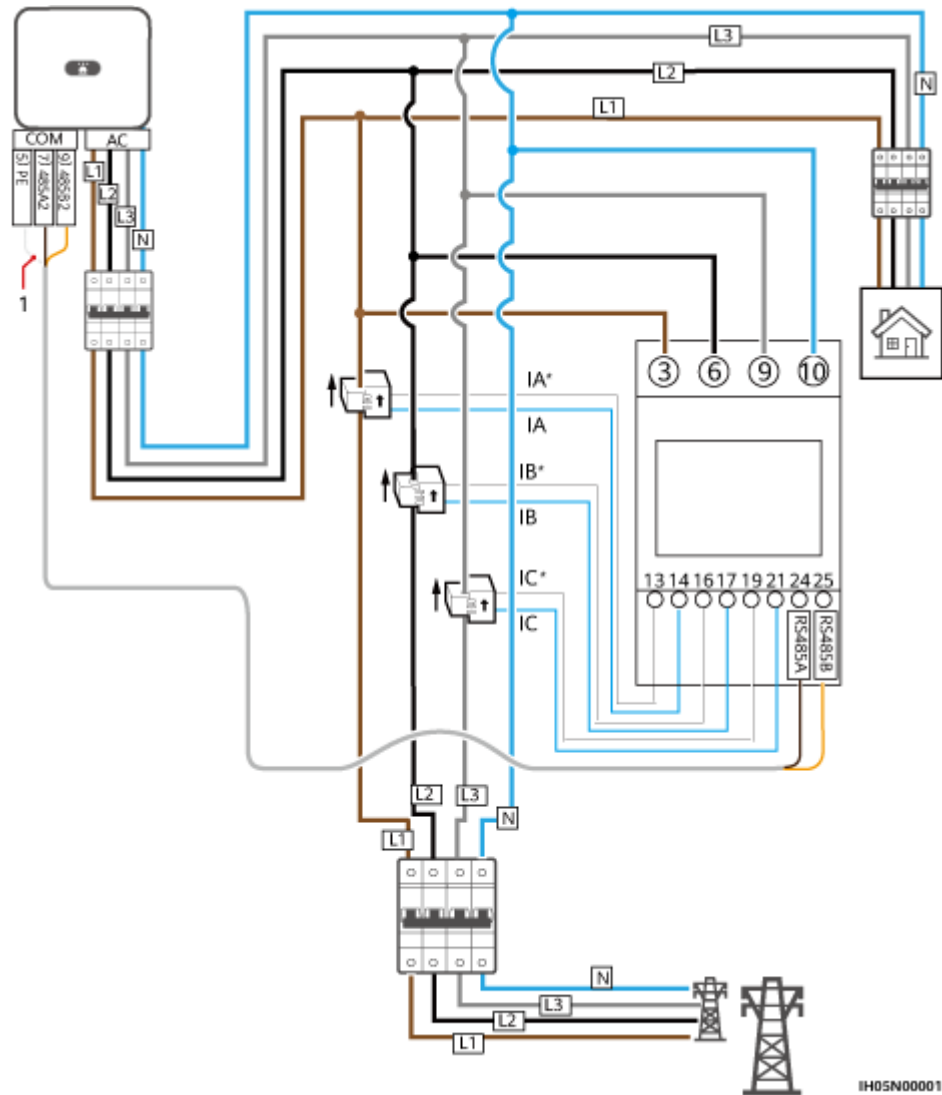 L3
L2
L1
N
COM
AC
5) PE
7) 485A2
9) 485B2
L1
L2
L3
N
1
3
6
9
10
IA*
IA
IB*
IB
IC*
IC
13 14 16 17 19 21 24 25
RS485A
RS485B
L2
L3
N
L1
N
L3
L2
L1
IH05N00001